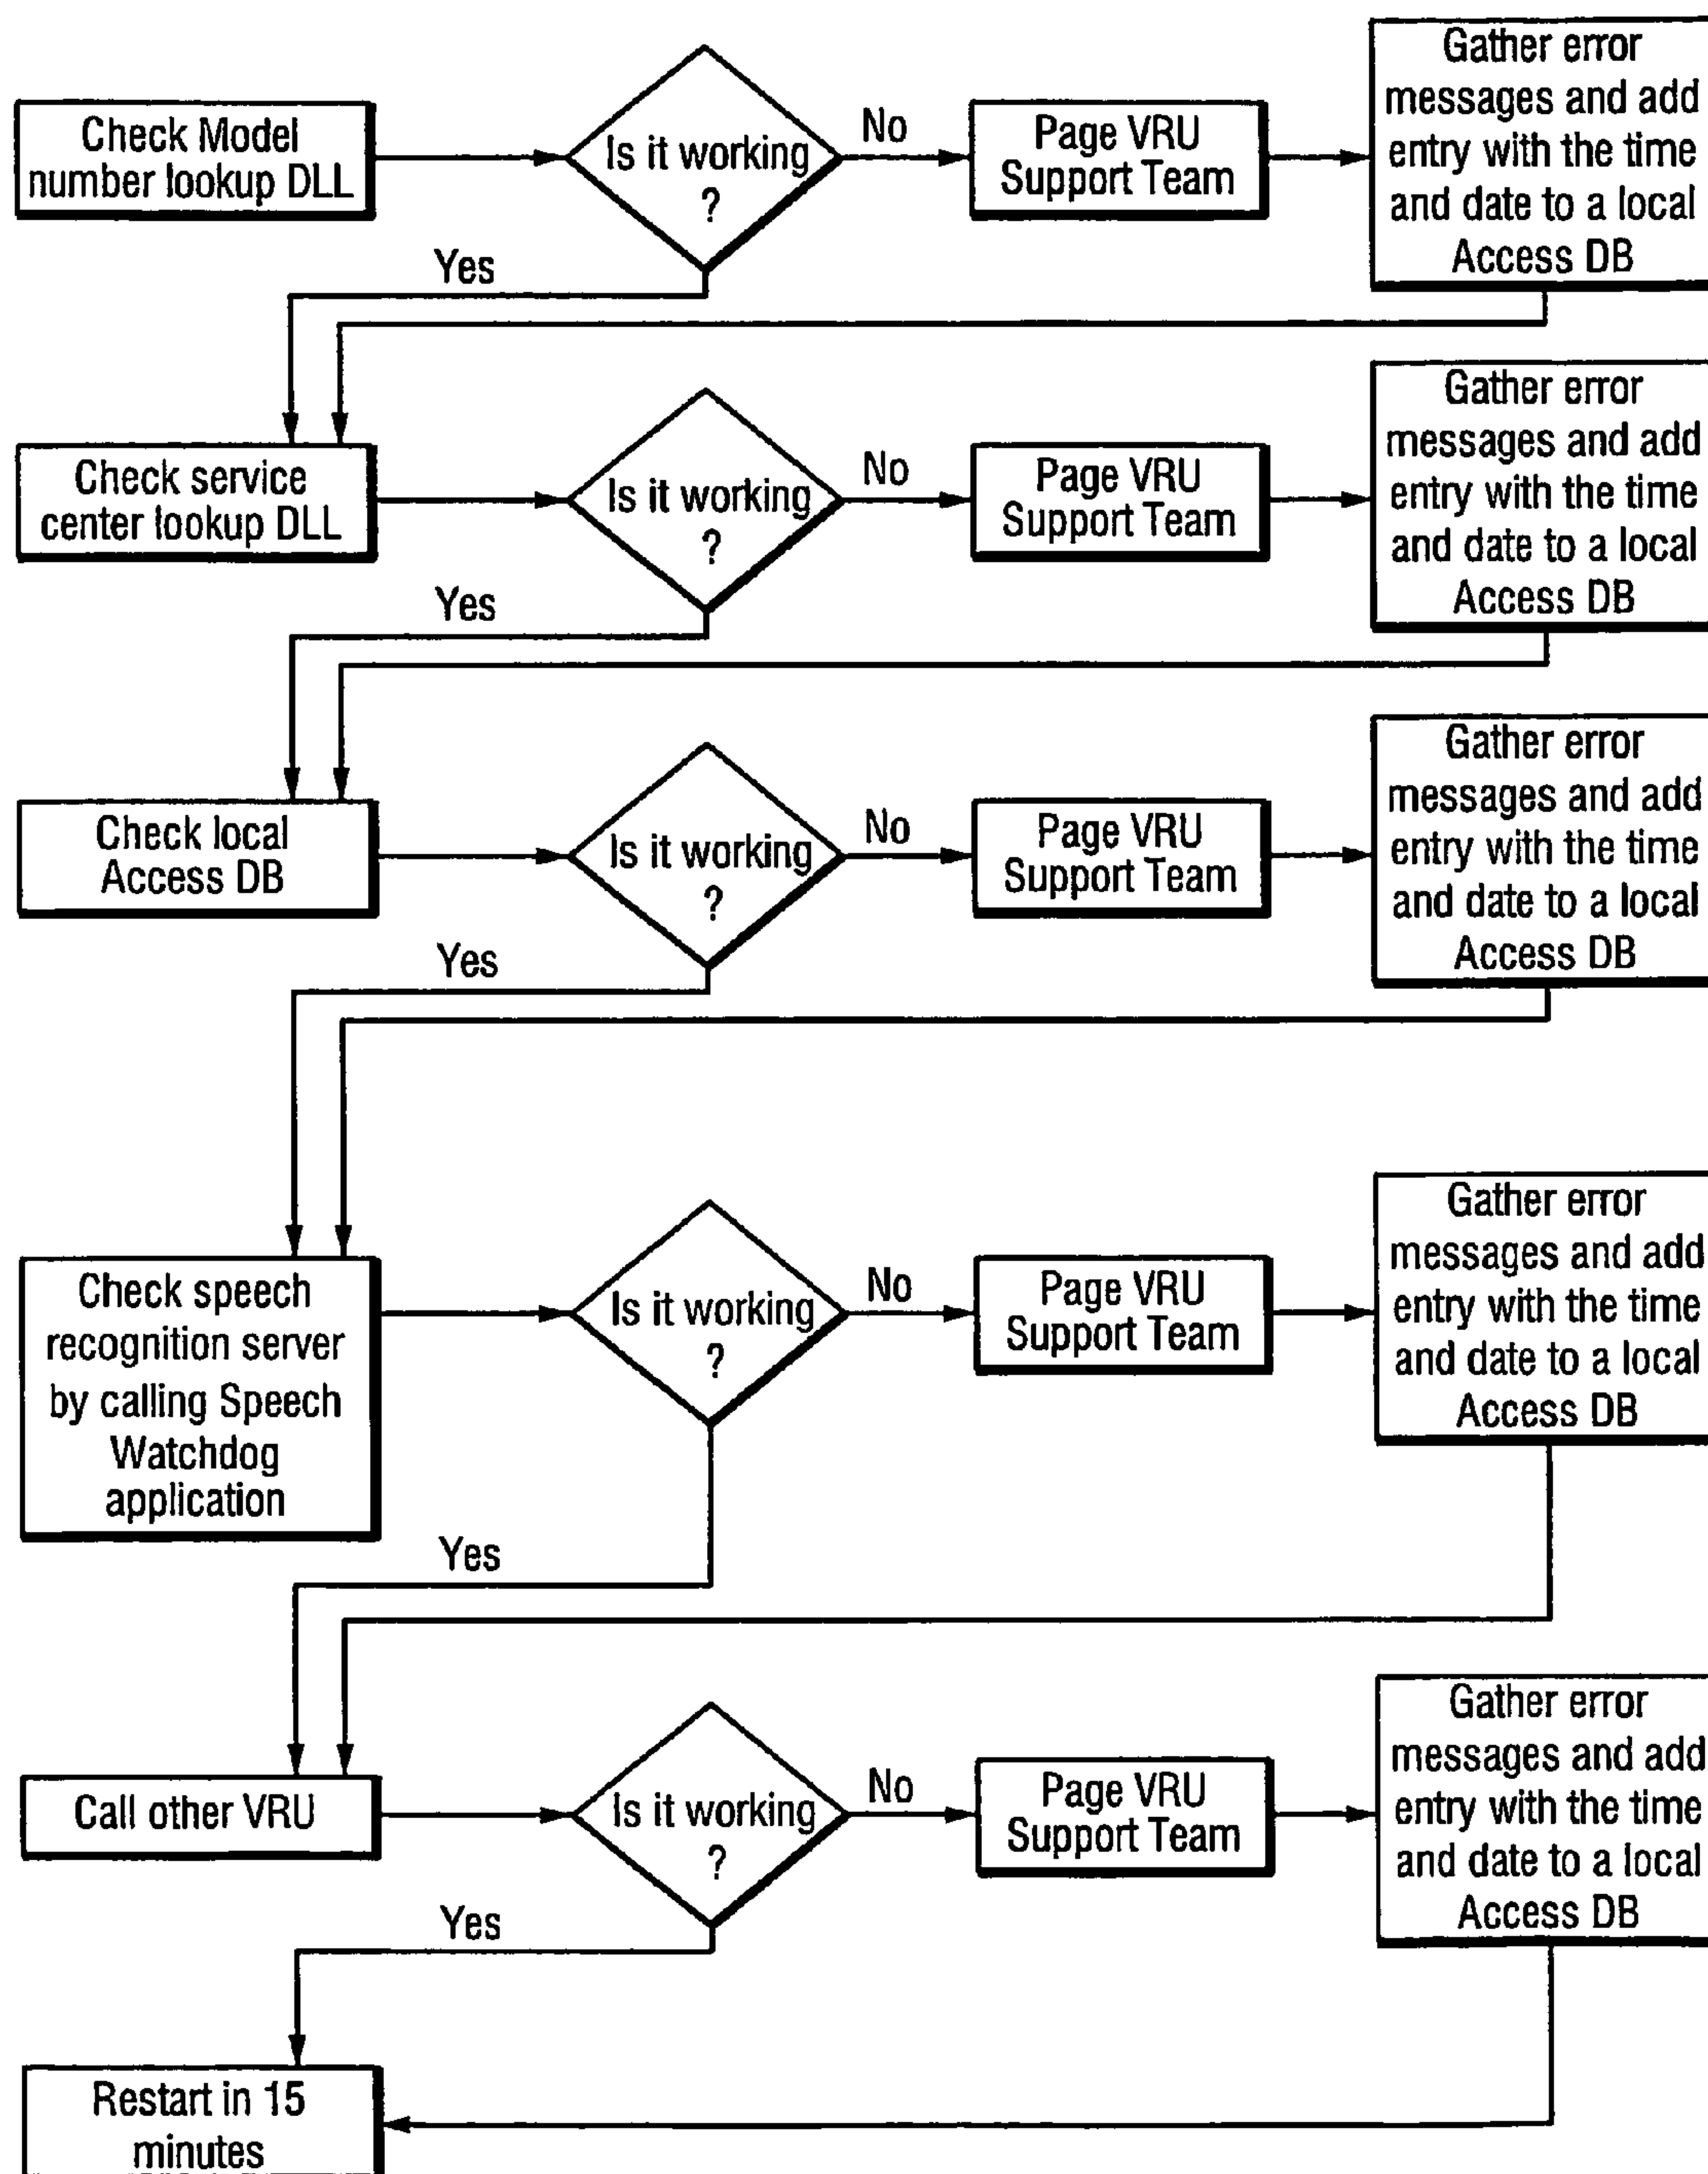 Check Model
number lookup DLL
Is it working
?
No
Page VRU
Support Team
Gather error
messages and add
entry with the time
and date to a local
Access DB
Yes
Check service
center lookup DLL
Is it working
?
No
Page VRU
Support Team
Gather error
messages and add
entry with the time
and date to a local
Access DB
Yes
Check local
Access DB
Is it working
?
No
Page VRU
Support Team
Gather error
messages and add
entry with the time
and date to a local
Access DB
Yes
Check speech
recognition server
by calling Speech
Watchdog
application
Is it working
?
No
Page VRU
Support Team
Gather error
messages and add
entry with the time
and date to a local
Access DB
Yes
Call other VRU
Is it working
?
No
Page VRU
Support Team
Gather error
messages and add
entry with the time
and date to a local
Access DB
Yes
Restart in 15
minutes